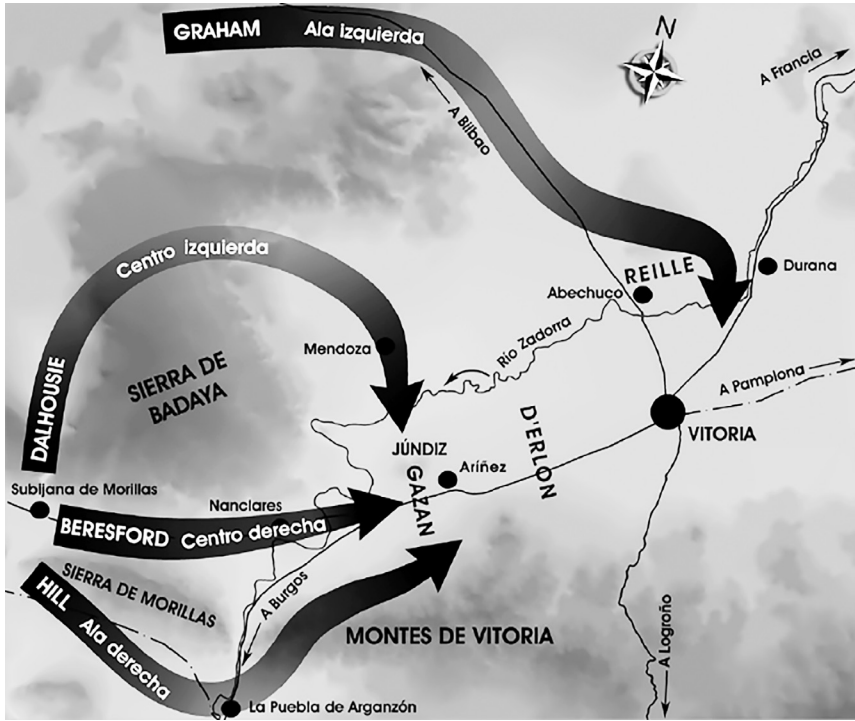 GRAHAM Ala izquierda
N
A Francia
A Bilbao
Centro izquierda
REILLE
Durana
Abechuco
Río Zadorra
Mendoza
DALHOUSIE
SIERRA DE
BADAYA
A Pamplona
VITORIA
D'ERLON
JÚNDIZ
GAZAN
Aríñez
Subijana de Morillas
Nanclares
BERESFORD Centro derecha
HILL Ala derecha
SIERRA DE MORILLAS
A Burgos
MONTES DE VITORIA
A Logroño
La Puebla de Arganzón